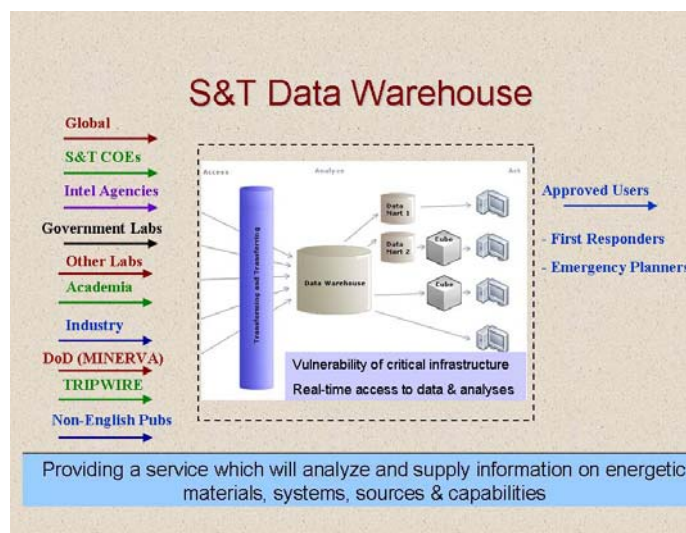 S&T Data Warehouse
Global
S&T COEs
Intel Agencies
Government Labs
Other Labs
Academia
Industry
DoD (MINERVA)
TRIPWIRE
Non-English Pubs
Access
Analyze
Act
Transforming and Transferring
Data Warehouse
Data
Mart 1
Data
Mart 2
Cube
Cube
Vulnerability of critical infrastructure
Real-time access to data & analyses
Approved Users
- First Responders
- Emergency Planners
Providing a service which will analyze and supply information on energetic
materials, systems, sources & capabilities